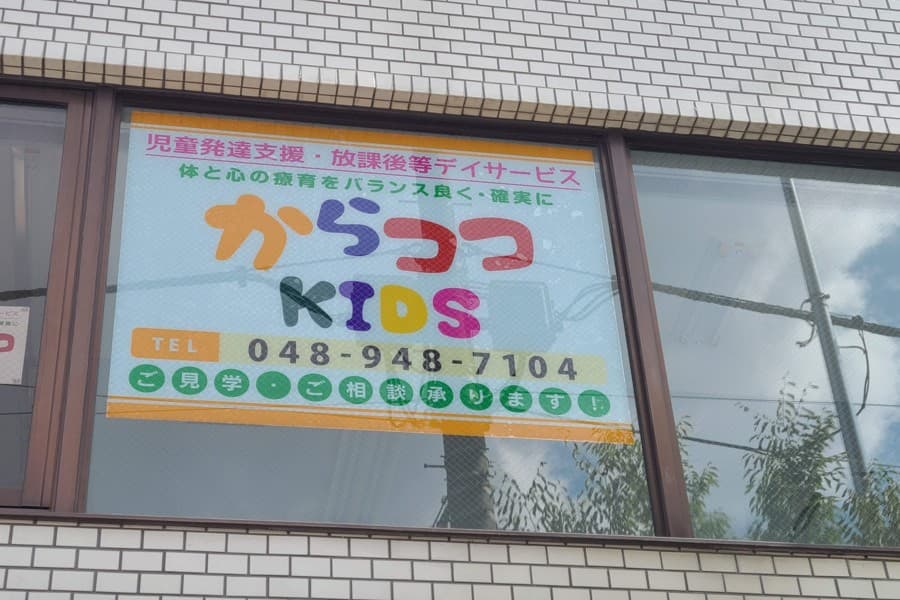 児童発達支援・放課後等デイサービス
体と心の療育をバランス良く・確実に
からココ
KIDS
TEL 048-948-7104
ご見学・ご相談承ります！